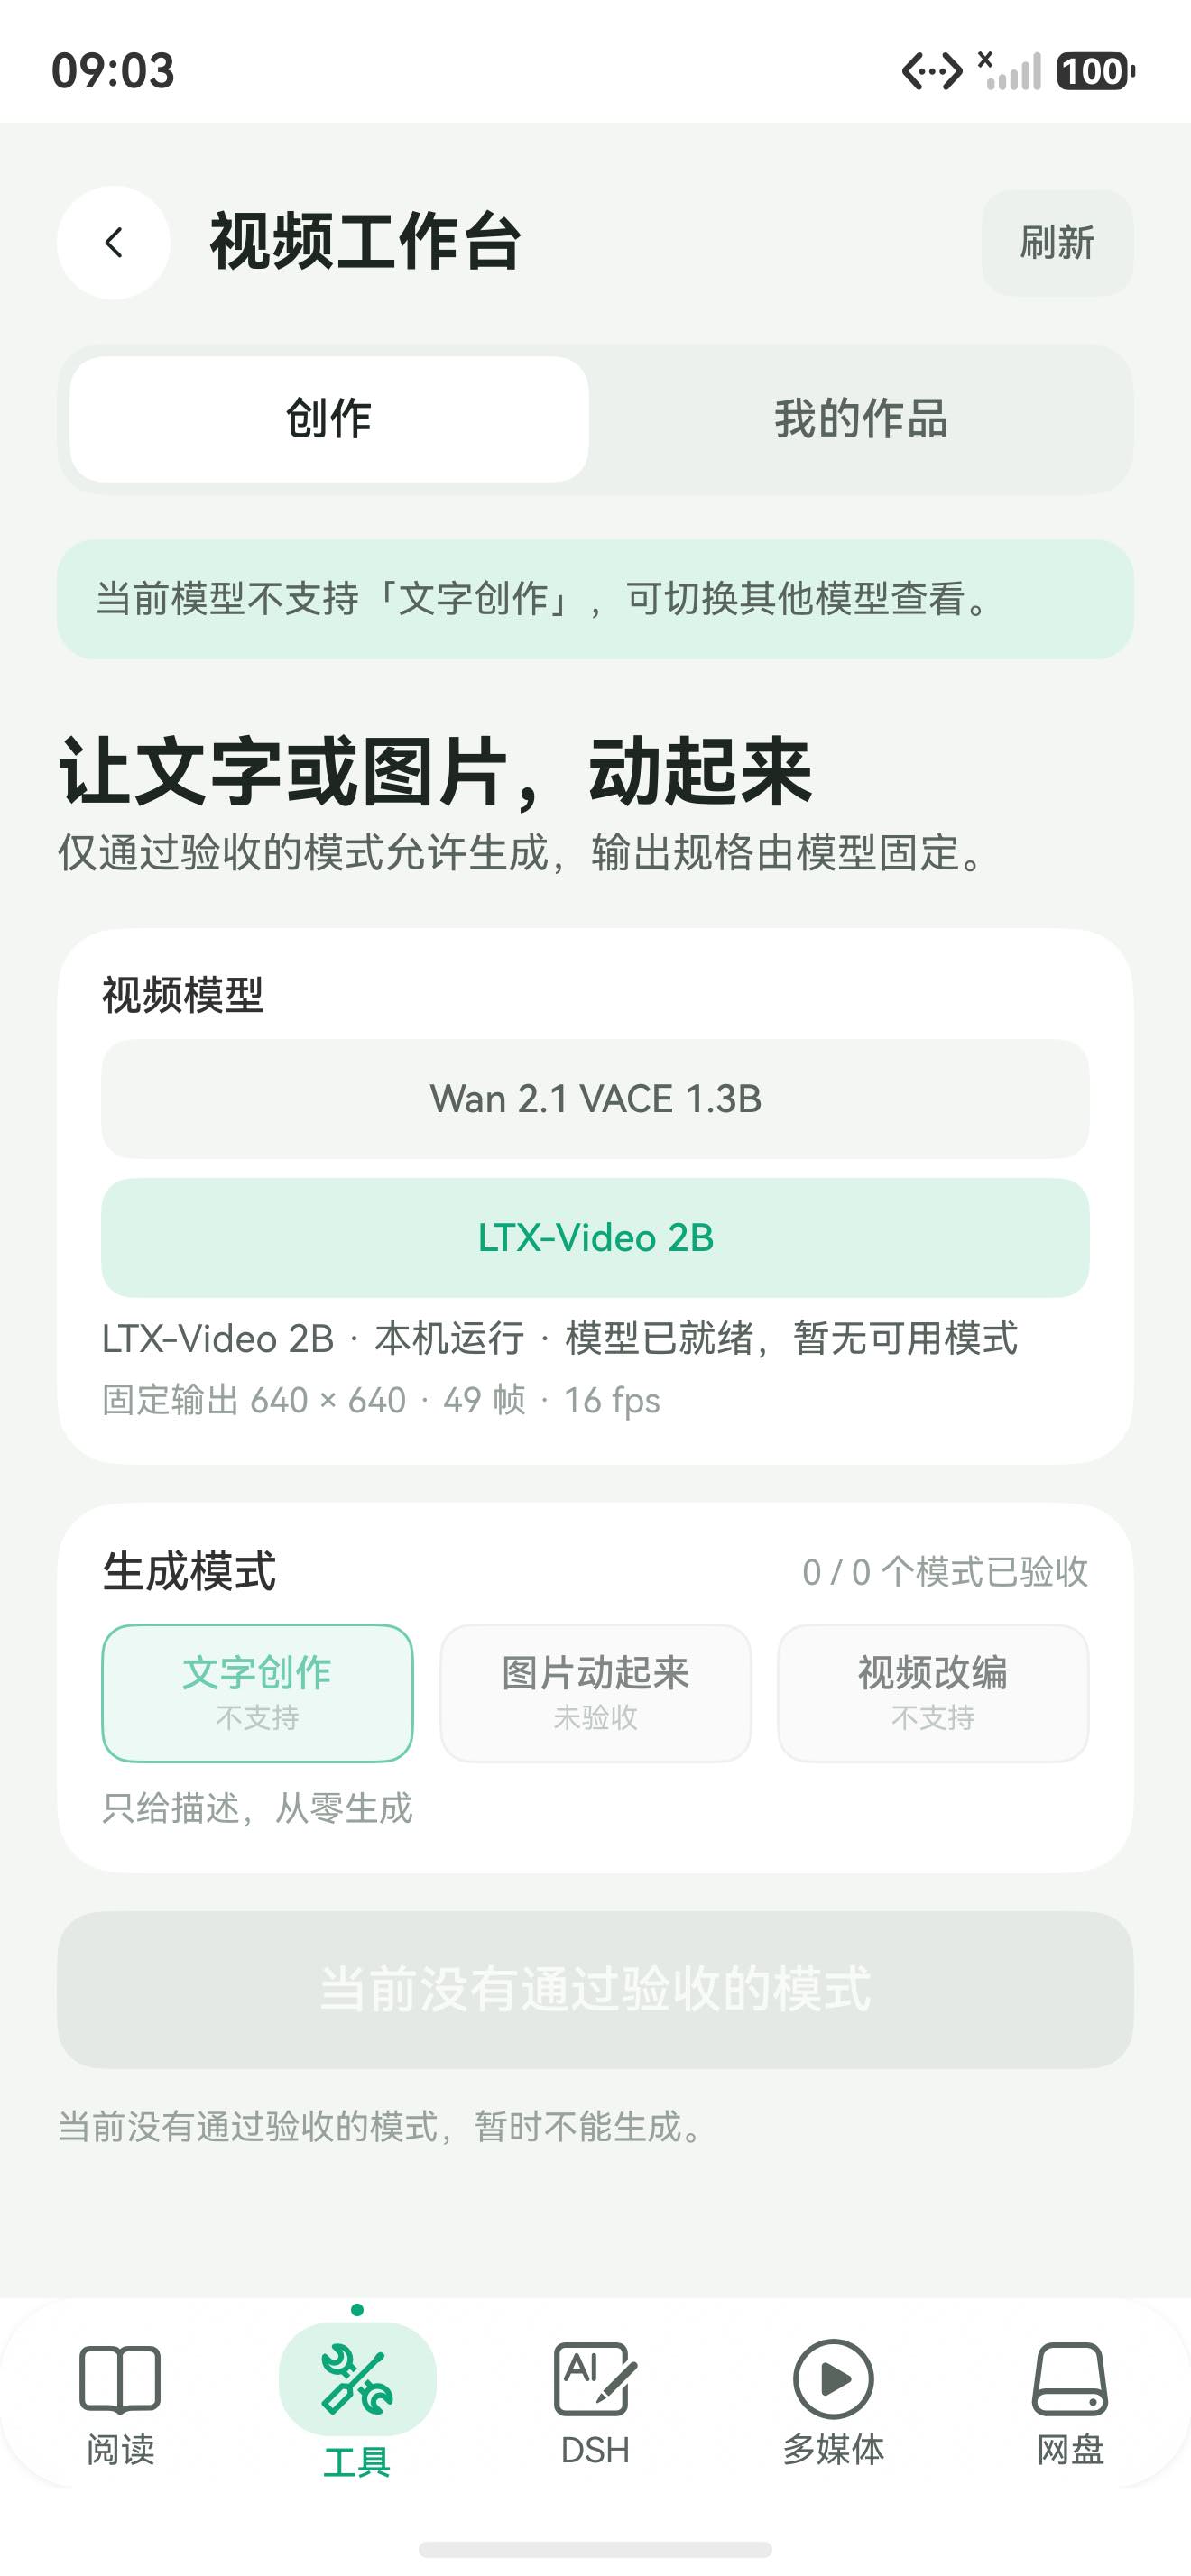 09:03
100
视频工作台
刷新
创作
我的作品
当前模型不支持「文字创作」，可切换其他模型查看。
让文字或图片，动起来
仅通过验收的模式允许生成，输出规格由模型固定。
视频模型
Wan 2.1 VACE 1.3B
LTX-Video 2B
LTX-Video 2B · 本机运行 · 模型已就绪，暂无可用模式
固定输出 640 × 640 · 49 帧 · 16 fps
生成模式
0 / 0 个模式已验收
文字创作
不支持
图片动起来
未验收
视频改编
不支持
只给描述，从零生成
当前没有通过验收的模式
当前没有通过验收的模式，暂时不能生成。
阅读
工具
AI
DSH
多媒体
网盘